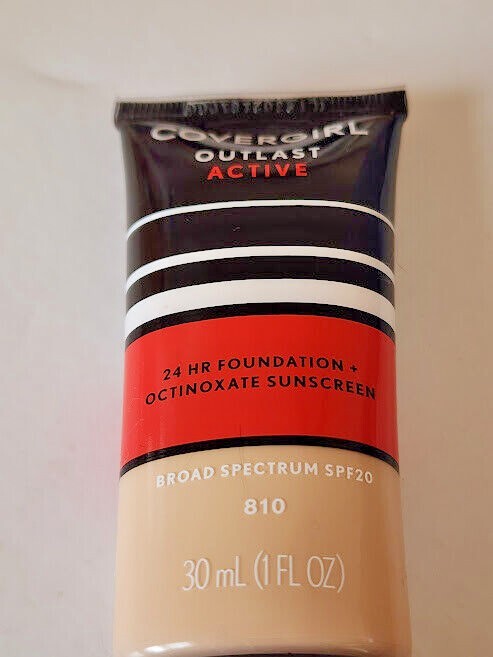 COVERGIRL
OUTLAST
ACTIVE
24 HR FOUNDATION +
OCTINOXATE SUNSCREEN
BROAD SPECTRUM SPF20
810
30 mL (1 FL OZ)